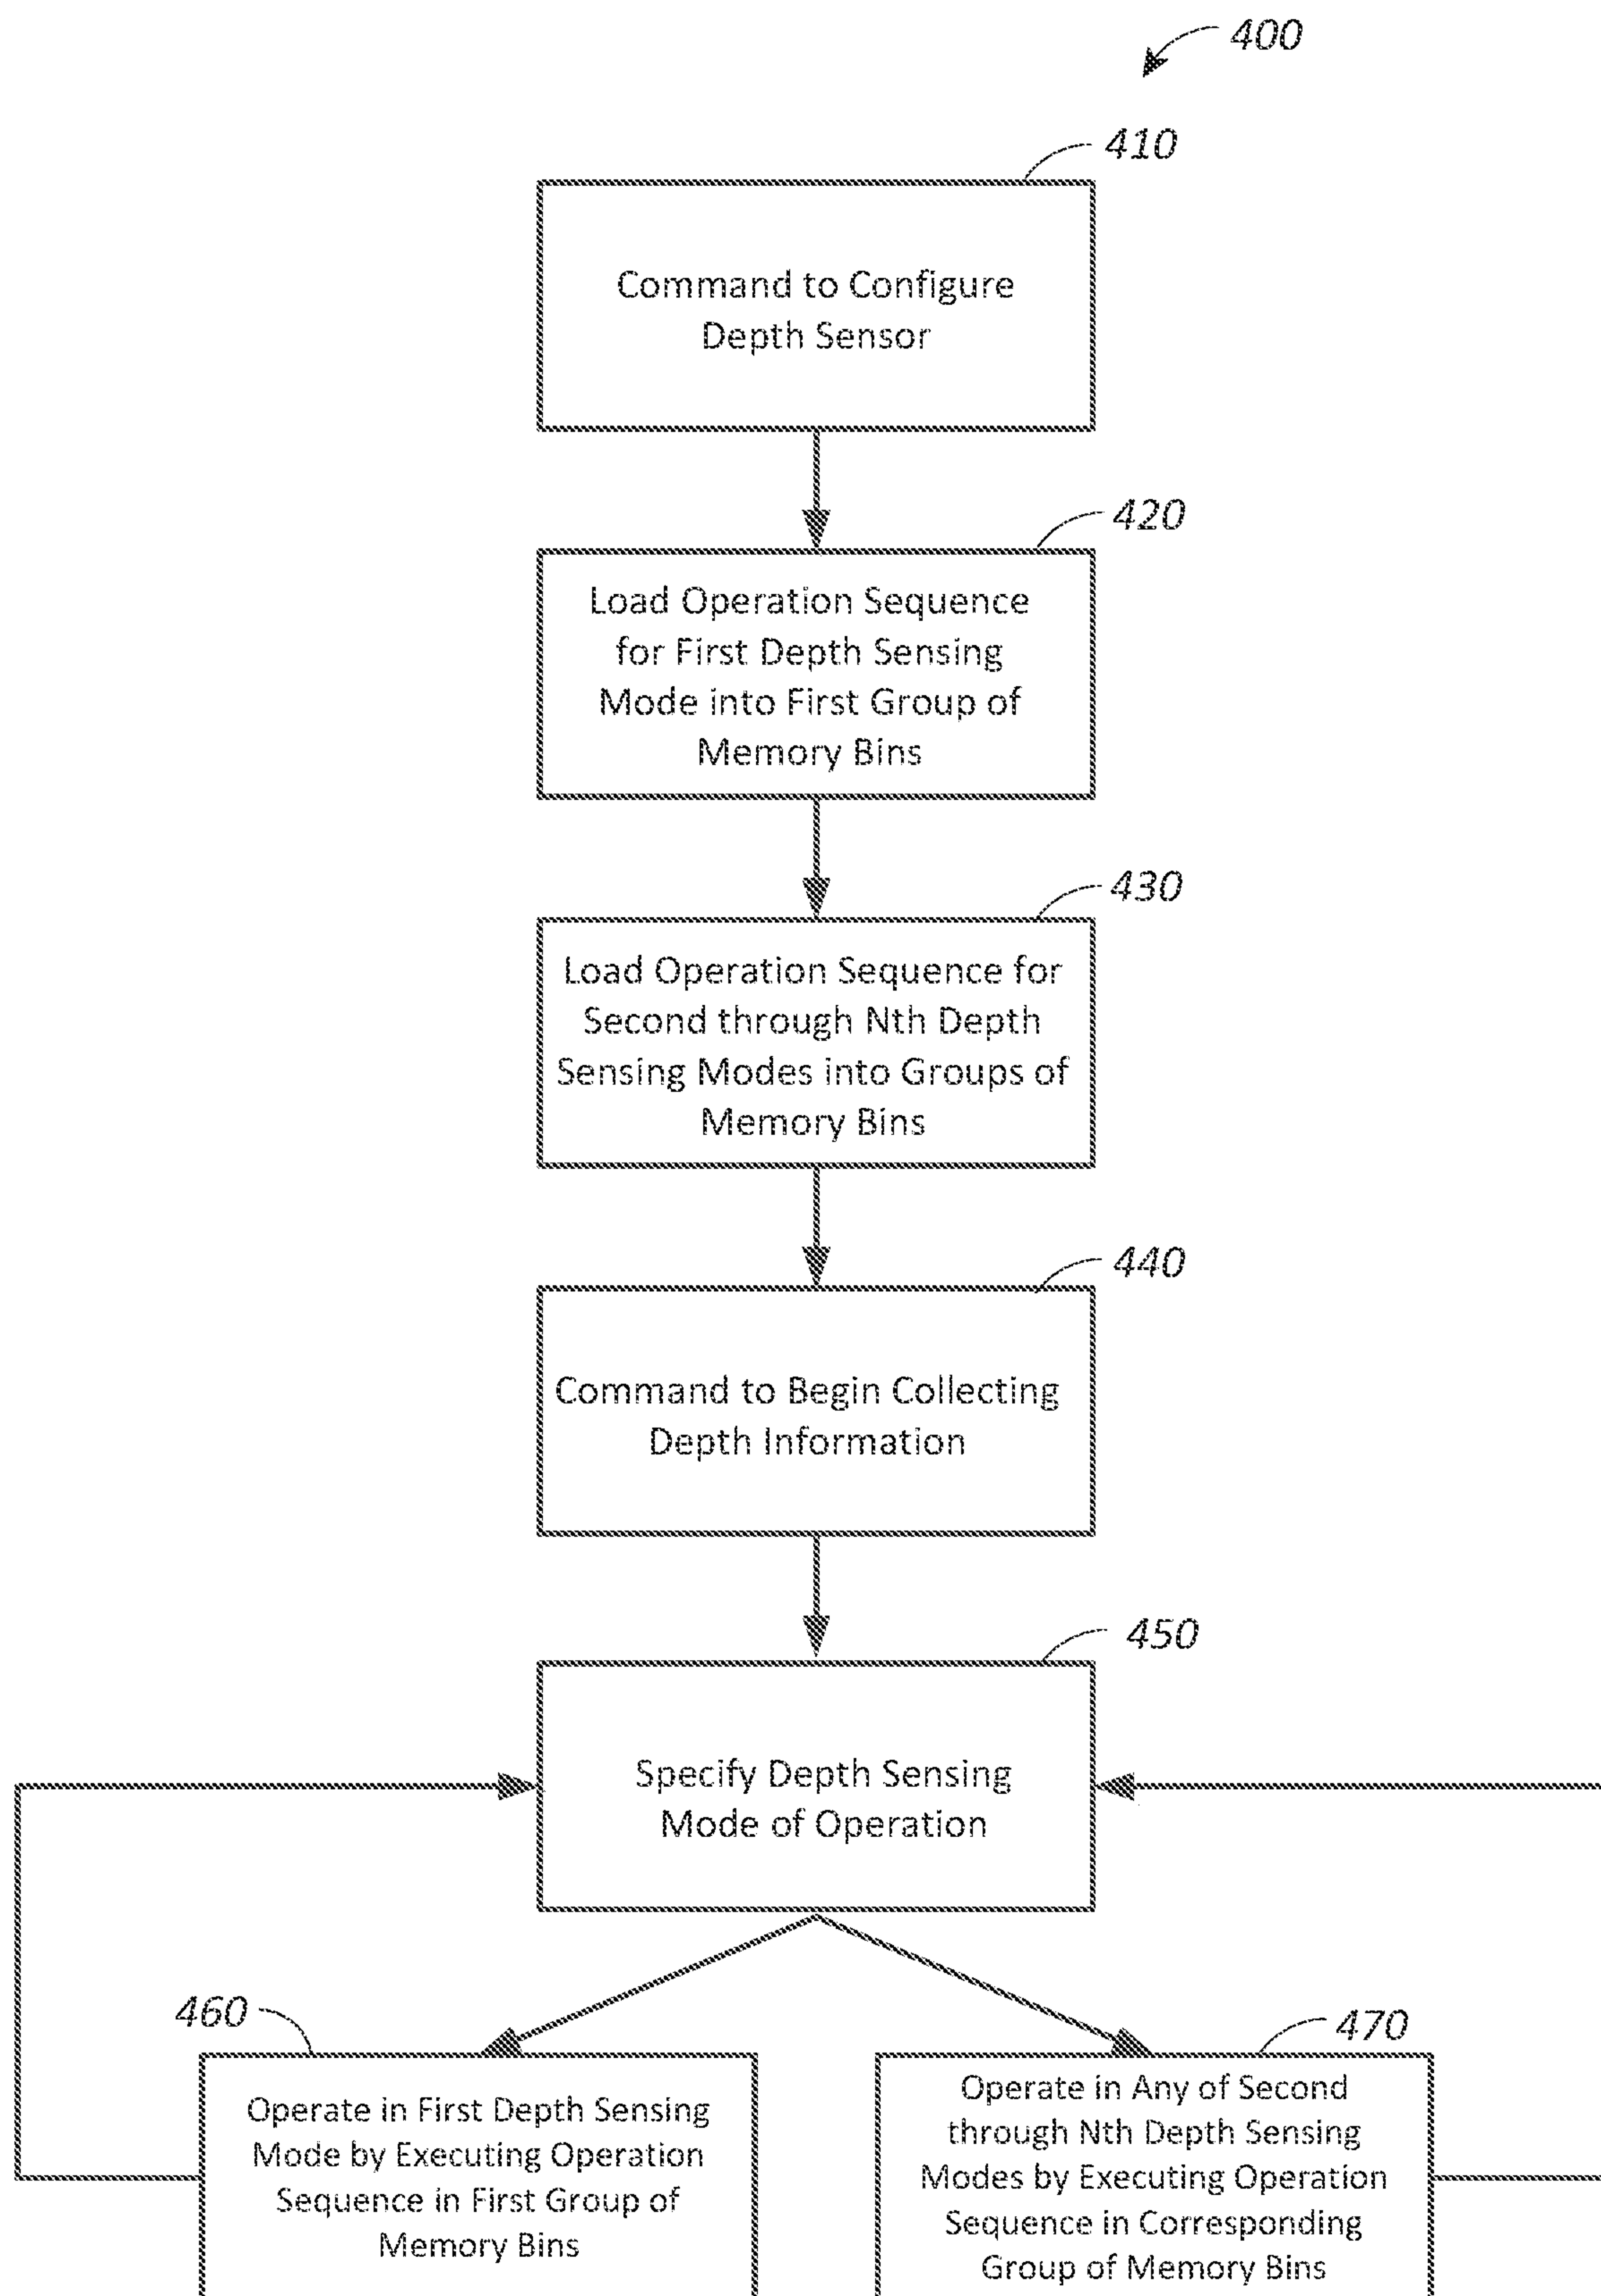 400
410
Command to Configure
Depth Sensor
420
Load Operation Sequence
for First Depth Sensing
Mode into First Group of
Memory Bins
430
Load Operation Sequence for
Second through Nth Depth
Sensing Modes into Groups of
Memory Bins
440
Command to Begin Collecting
Depth Information
450
Specify Depth Sensing
Mode of Operation
460
Operate in First Depth Sensing
Mode by Executing Operation
Sequence in First Group of
Memory Bins
470
Operate in Any of Second
through Nth Depth Sensing
Modes by Executing Operation
Sequence in Corresponding
Group of Memory Bins